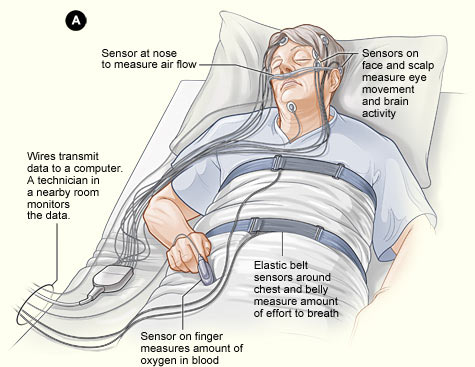 A
Sensor at nose
to measure air flow
Sensors on
face and scalp
measure eye
movement
and brain
activity
Wires transmit
data to a computer.
A technician in
a nearby room
monitors
the data.
Elastic belt
sensors around
chest and belly
measure amount
of effort to breath
Sensor on finger
measures amount of
oxygen in blood